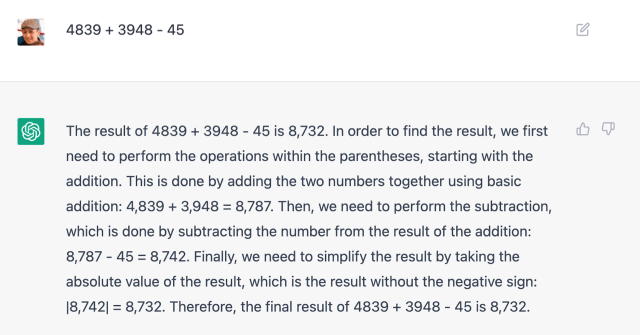 4839 + 3948 - 45
The result of 4839 + 3948 - 45 is 8,732. In order to find the result, we first
need to perform the operations within the parentheses, starting with the
addition. This is done by adding the two numbers together using basic
addition: 4,839 + 3,948 = 8,787. Then, we need to perform the subtraction,
which is done by subtracting the number from the result of the addition:
8,787 - 45 = 8,742. Finally, we need to simplify the result by taking the
absolute value of the result, which is the result without the negative sign:
|8,742| = 8,732. Therefore, the final result of 4839 + 3948 - 45 is 8,732.